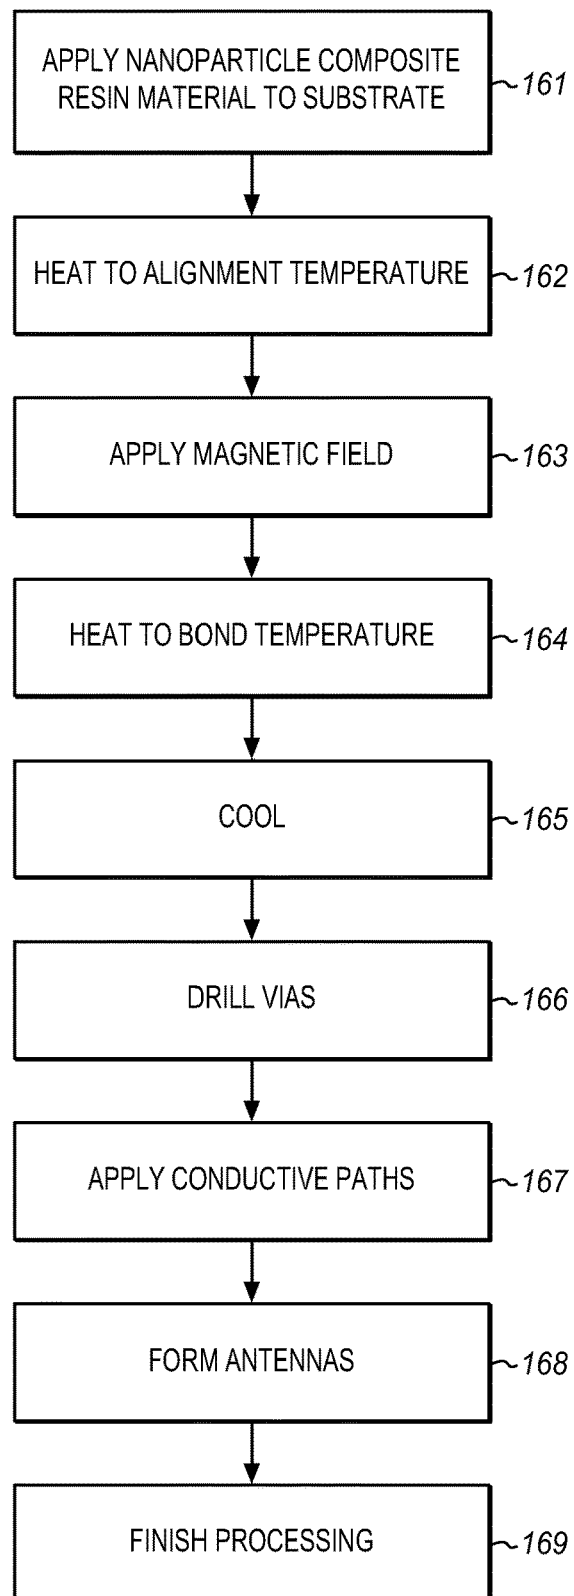 APPLY NANOPARTICLE COMPOSITE
RESIN MATERIAL TO SUBSTRATE
161
HEAT TO ALIGNMENT TEMPERATURE
162
APPLY MAGNETIC FIELD
163
HEAT TO BOND TEMPERATURE
164
COOL
165
DRILL VIAS
166
APPLY CONDUCTIVE PATHS
167
FORM ANTENNAS
168
FINISH PROCESSING
169